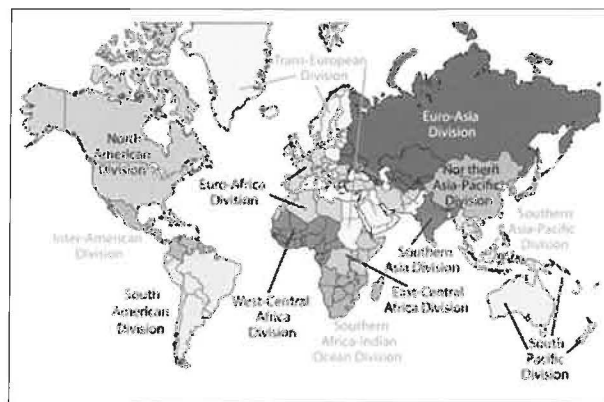 Trans-European
Division
Euro-Asia
Division
North
American
Division
Northern
Asia-Pacific
Division
Euro-Africa
Division
Southern
Asia-Pacific
Division
Inter-American Division
Southern
Asia Division
South
American
Division
West-Central
Africa
Division
East-Central
Africa Division
Southern
Africa-Indian
Ocean Division
South
Pacific
Division